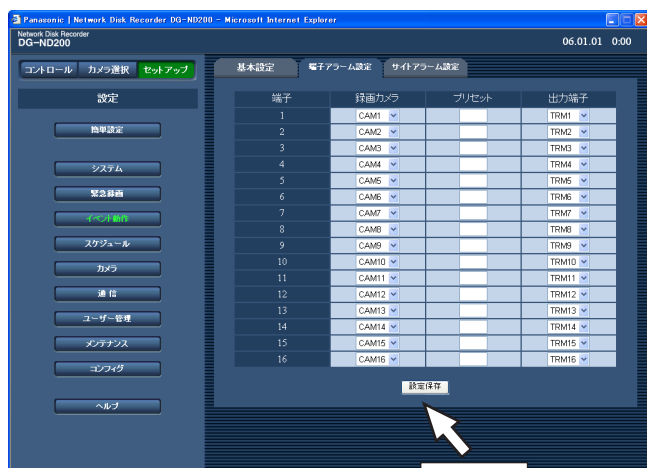 Panasonic | Network Disk Recorder DG-ND200 - Microsoft Internet Explorer
Network Disk Recorder
DG-ND200
06.01.01 0:00
コントロール カメラ選択 セットアップ
基本設定 端子アラーム設定 サイトアラーム設定
設定
簡単設定
システム
緊急録画
イベント動作
スケジュール
カメラ
通信
ユーザー管理
メンテナンス
コンフィグ
ヘルプ
端子 録画カメラ プリセット 出力端子
1 CAM1 TRM1
2 CAM2 TRM2
3 CAM3 TRM3
4 CAM4 TRM4
5 CAM5 TRM5
6 CAM6 TRM6
7 CAM7 TRM7
8 CAM8 TRM8
9 CAM9 TRM9
10 CAM10 TRM10
11 CAM11 TRM11
12 CAM12 TRM12
13 CAM13 TRM13
14 CAM14 TRM14
15 CAM15 TRM15
16 CAM16 TRM16
設定保存